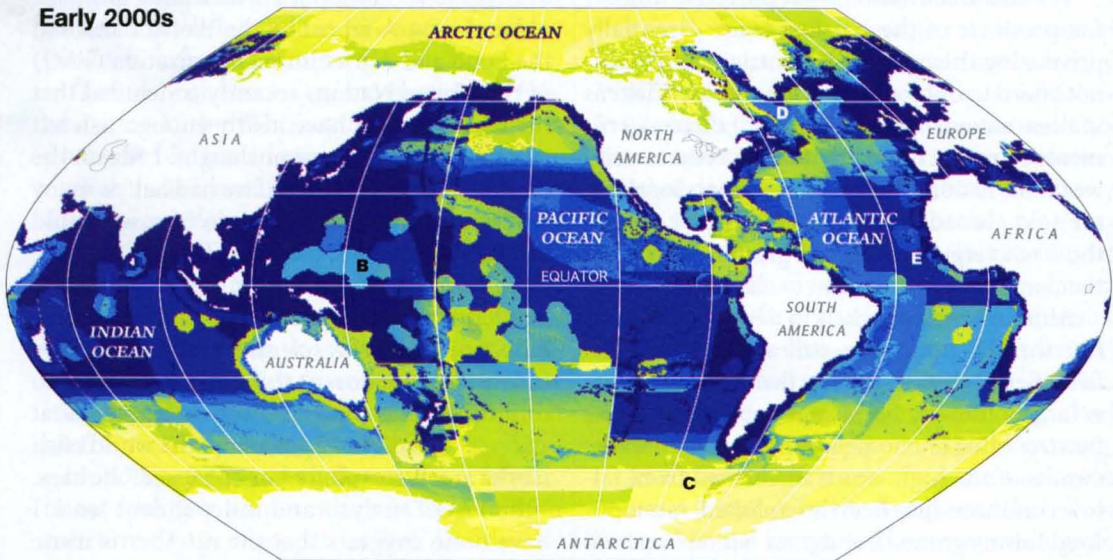 Early 2000s
ARCTIC OCEAN
ASIA
NORTH
AMERICA
D
EUROPE
PACIFIC
OCEAN
ATLANTIC
OCEAN
AFRICA
A
B
E
EQUATOR
INDIAN
OCEAN
SOUTH
AMERICA
AUSTRALIA
C
ANTARCTICA